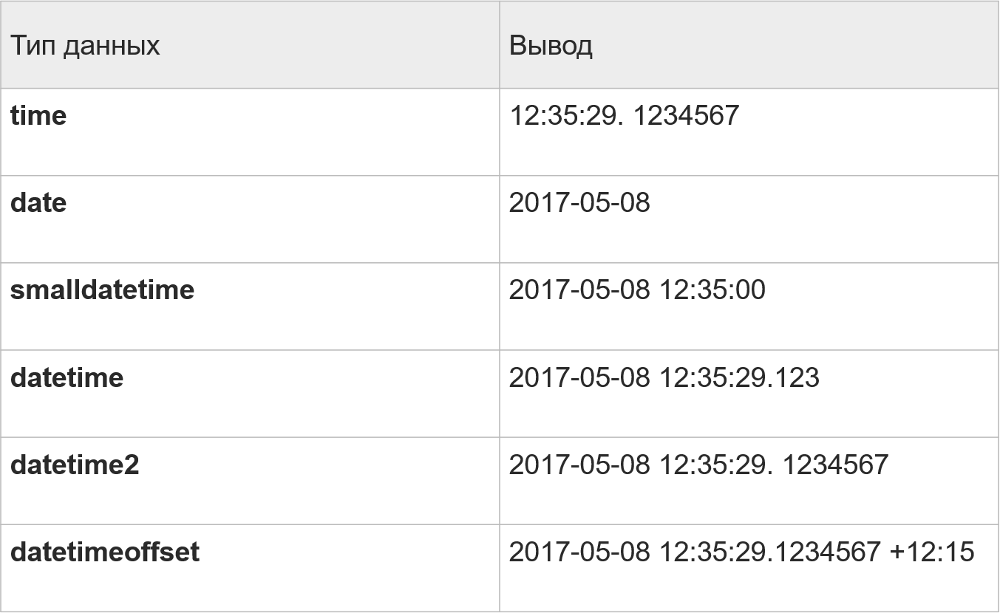 Тип данных Вывод
time 12:35:29. 1234567
date 2017-05-08
smalldatetime 2017-05-08 12:35:00
datetime 2017-05-08 12:35:29.123
datetime2 2017-05-08 12:35:29. 1234567
datetimeoffset 2017-05-08 12:35:29.1234567 +12:15